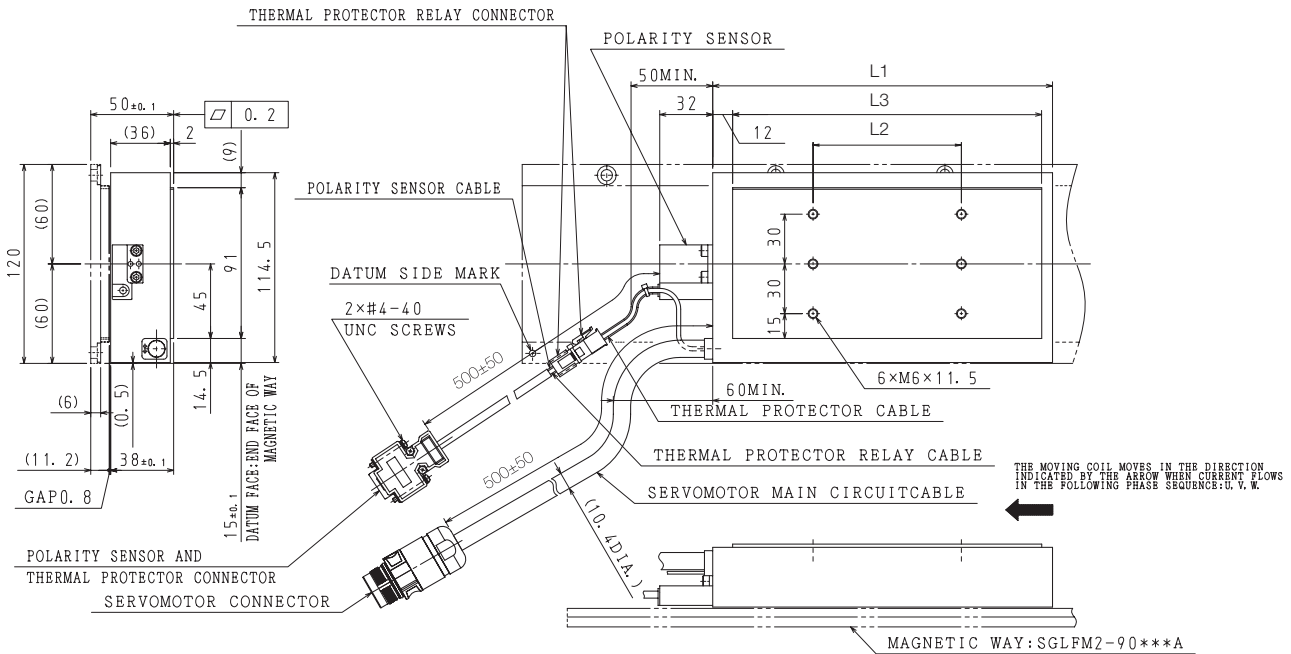 THERMAL PROTECTOR RELAY CONNECTOR
POLARITY SENSOR
50MIN.
L1
32
L3
12
L2
50±0.1
0.2
(36)
2
(9)
POLARITY SENSOR CABLE
120
(60)
(60)
91
114.5
45
14.5
30
30
15
DATUM SIDE MARK
2×#4-40
UNC SCREWS
500±50
60MIN.
6×M6×11.5
THERMAL PROTECTOR CABLE
(6)
(0.5)
(11.2)
38±0.1
GAP0.8
15±0.1
DATUM FACE:END FACE OF
MAGNETIC WAY
THERMAL PROTECTOR RELAY CABLE
500±50
SERVOMOTOR MAIN CIRCUITCABLE
(10.4DIA.)
THE MOVING COIL MOVES IN THE DIRECTION
INDICATED BY THE ARROW WHEN CURRENT FLOWS
IN THE FOLLOWING PHASE SEQUENCE:U,V,W.
POLARITY SENSOR AND
THERMAL PROTECTOR CONNECTOR
SERVOMOTOR CONNECTOR
MAGNETIC WAY:SGLFM2-90***A